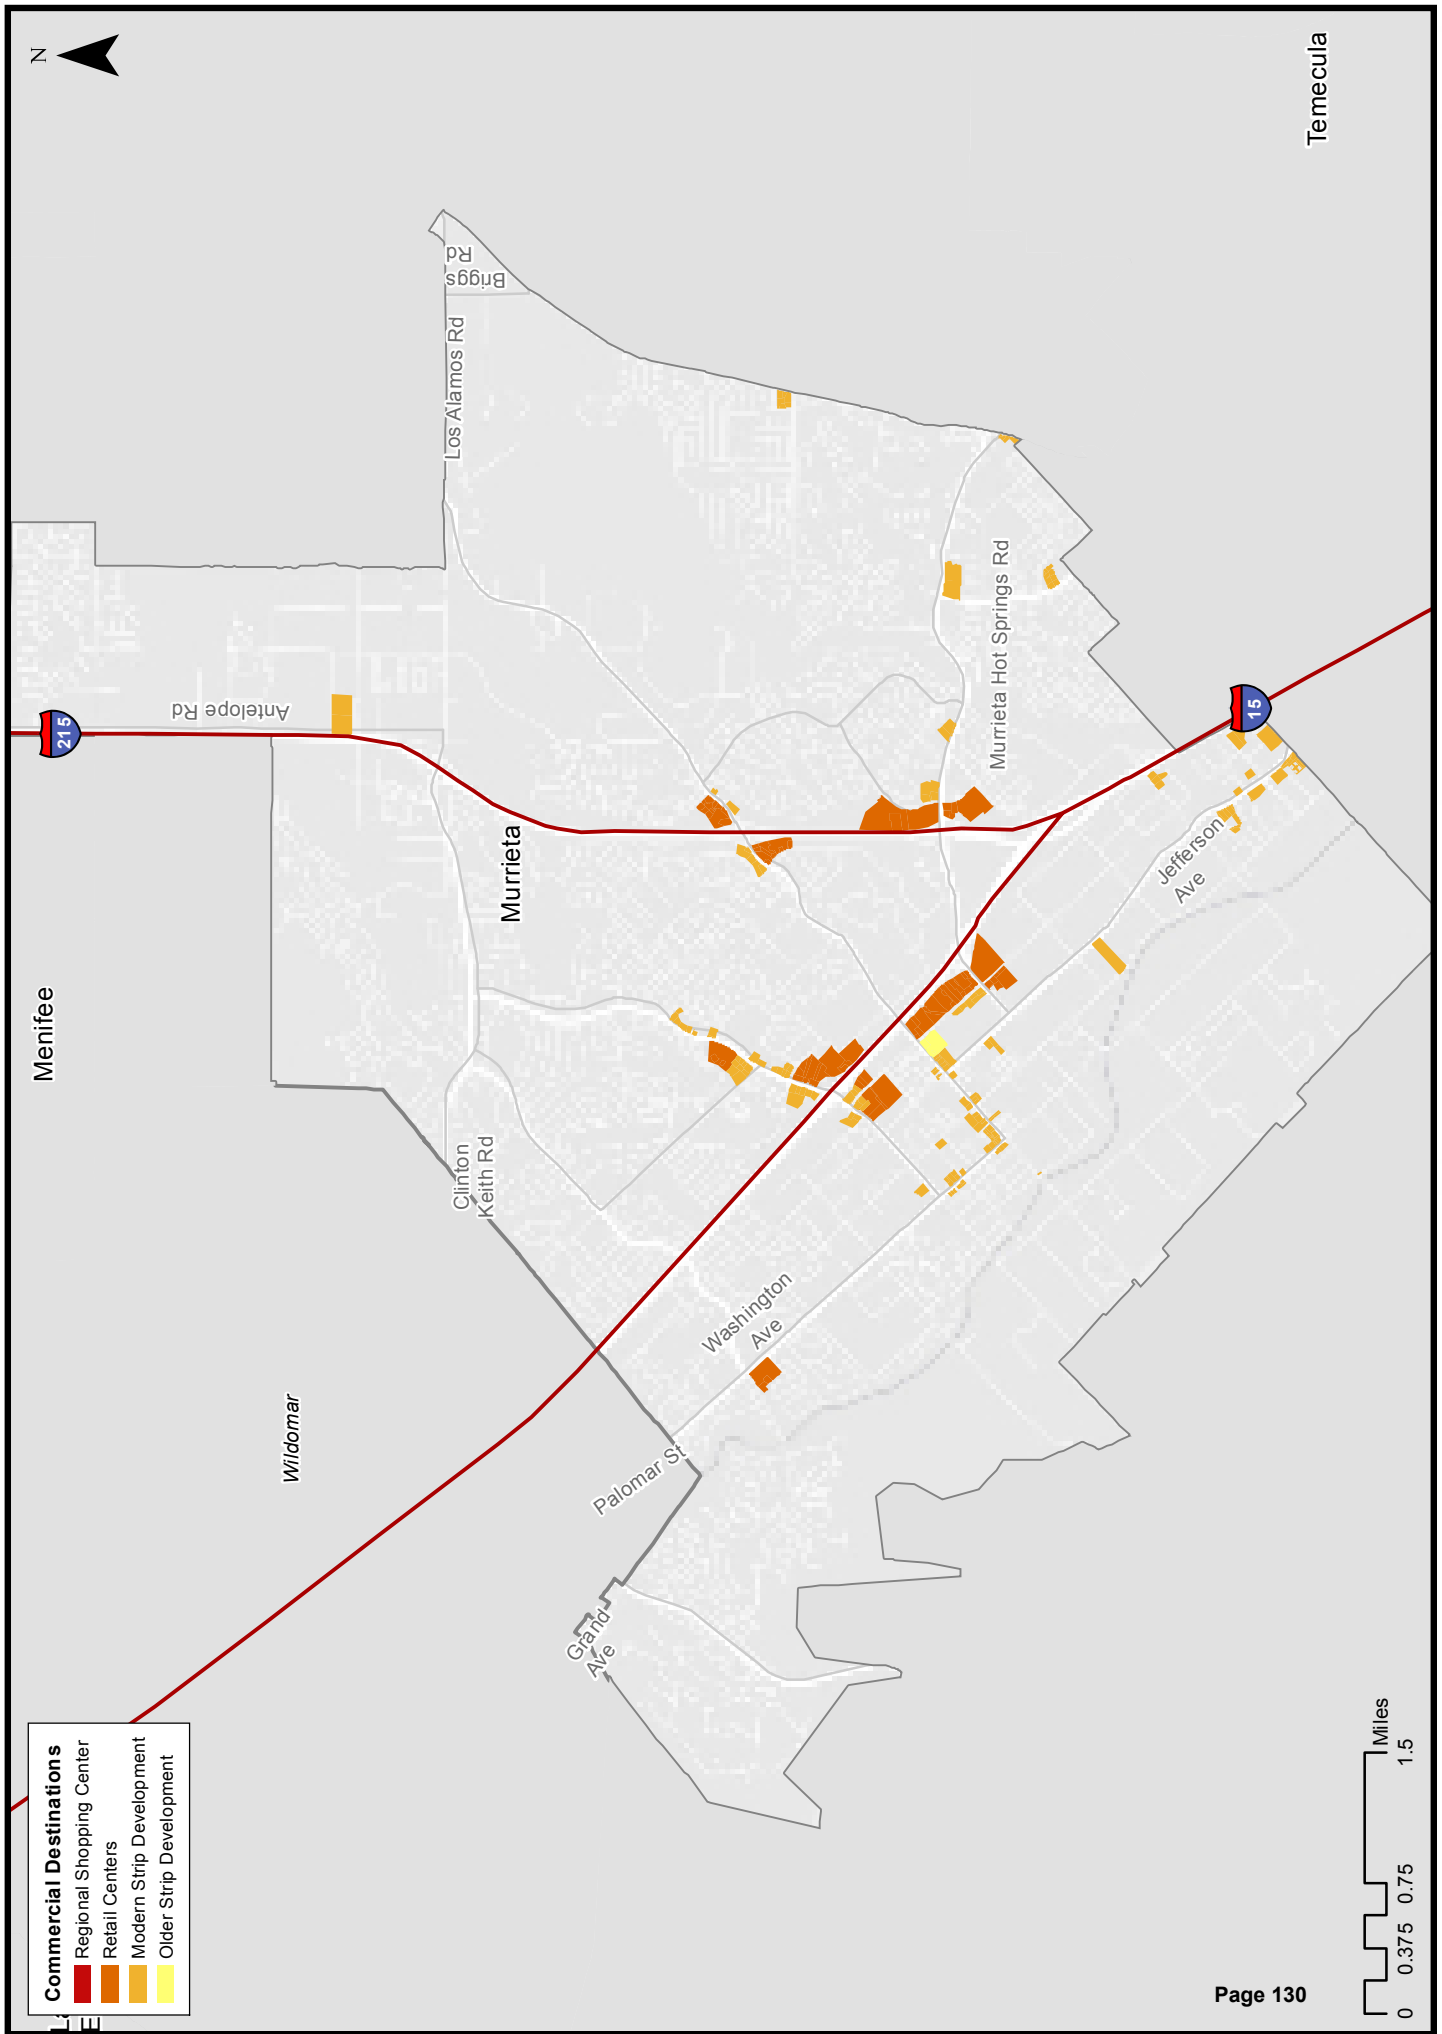 N
Temecula
Menifee
Wildomar
Murrieta
Antelope Rd
215
15
Los Alamos Rd
Briggs
Rd
Murrieta Hot Springs Rd
Clinton
Keith Rd
Jefferson
Ave
Washington
Ave
Palomar St
Grand
Ave
Commercial Destinations
Regional Shopping Center
Retail Centers
Modern Strip Development
Older Strip Development
E
Page 130
0 0.375 0.75 1.5
Miles